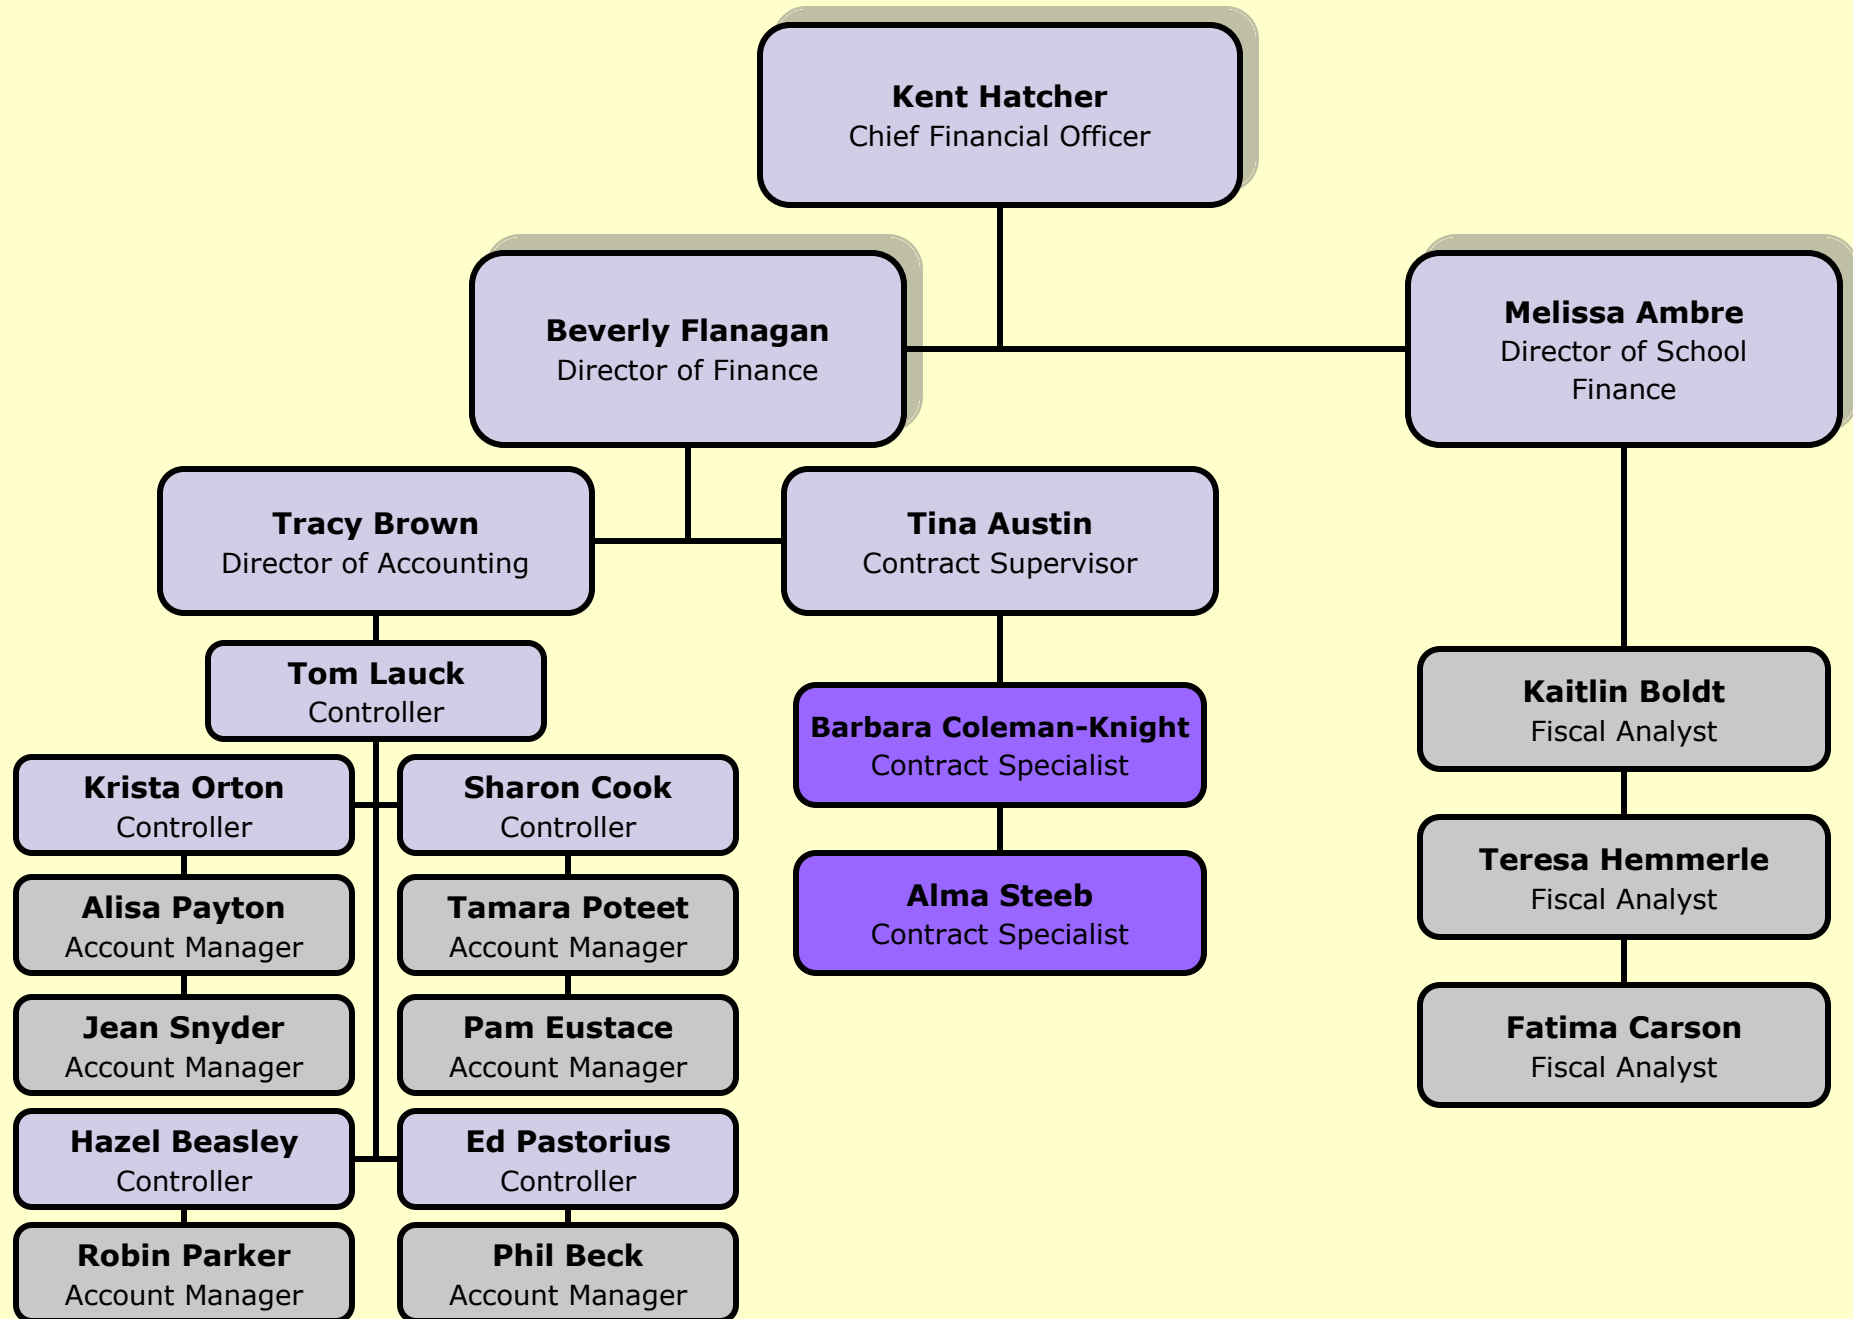 Kent Hatcher
Chief Financial Officer
Beverly Flanagan
Director of Finance
Melissa Ambre
Director of School
Finance
Tracy Brown
Director of Accounting
Tina Austin
Contract Supervisor
Tom Lauck
Controller
Barbara Coleman-Knight
Contract Specialist
Kaitlin Boldt
Fiscal Analyst
Krista Orton
Controller
Sharon Cook
Controller
Alisa Payton
Account Manager
Tamara Poteet
Account Manager
Alma Steeb
Contract Specialist
Teresa Hemmerle
Fiscal Analyst
Jean Snyder
Account Manager
Pam Eustace
Account Manager
Fatima Carson
Fiscal Analyst
Hazel Beasley
Controller
Ed Pastorius
Controller
Robin Parker
Account Manager
Phil Beck
Account Manager